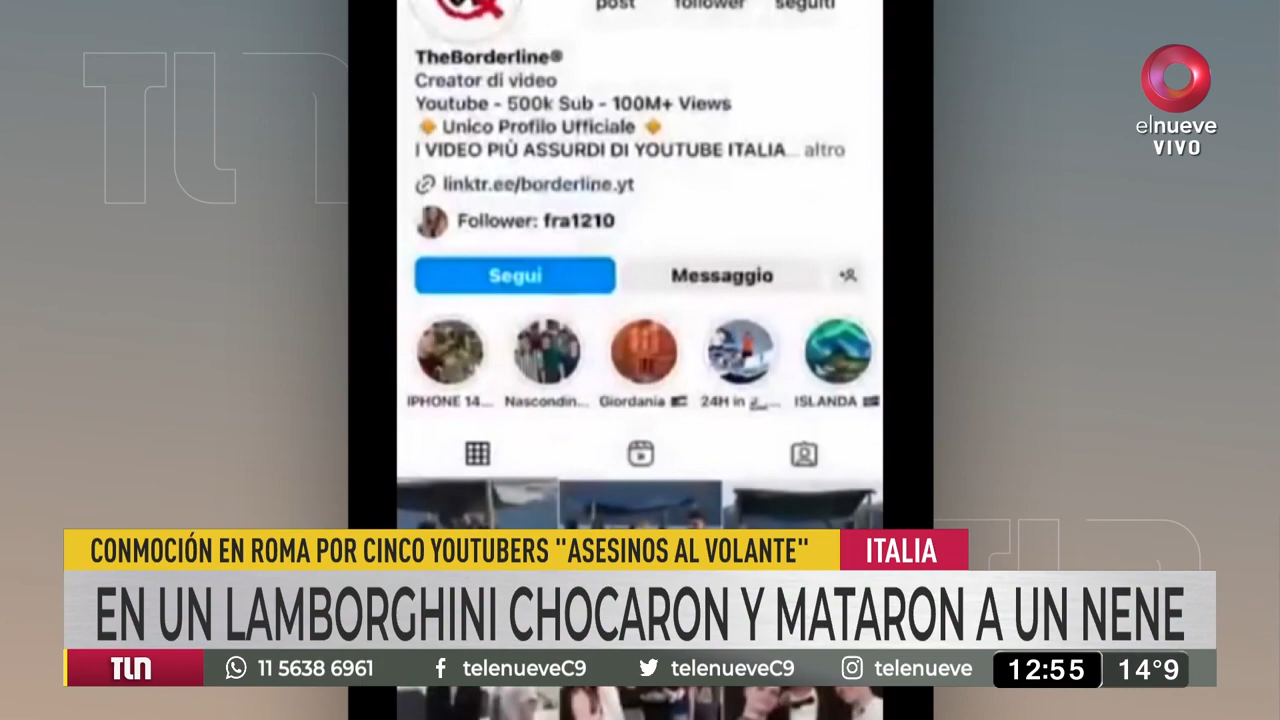 post follower seguiti
TheBorderline®
Creator di video
Youtube - 500k Sub - 100M+ Views
🔸 Unico Profilo Ufficiale 🔸
I VIDEO PIÙ ASSURDI DI YOUTUBE ITALIA... altro
linktr.ee/borderline.yt
Follower: fra1210
Segui Messaggio
IPHONE 14... Nascondin... Giordania 24H in ... ISLANDA
TLN
elnueve
VIVO
CONMOCIÓN EN ROMA POR CINCO YOUTUBERS "ASESINOS AL VOLANTE" ITALIA
EN UN LAMBORGHINI CHOCARON Y MATARON A UN NENE
TLN 11 5638 6961 telenueveC9 telenueveC9 telenueve 12:55 14°9